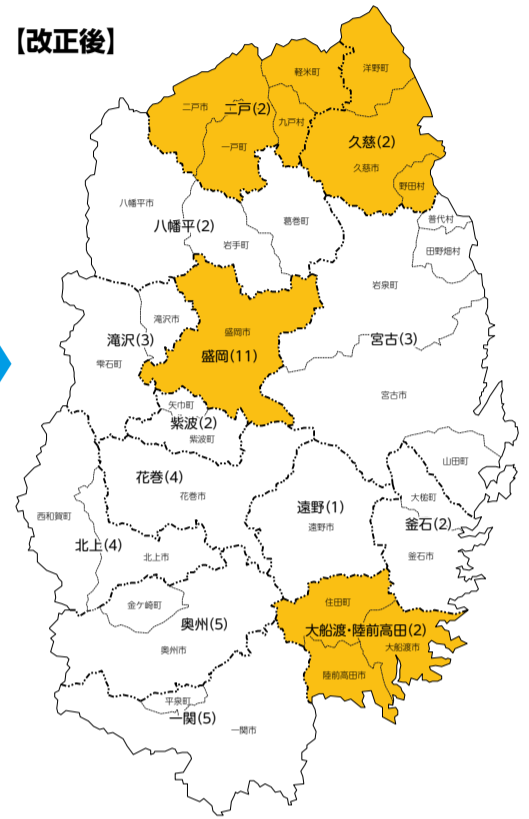 【改正後】
洋野町
軽米町
二戸市
二戸(2)
九戸村
一戸町
久慈(2)
久慈市
野田村
普代村
田野畑村
八幡平市
葛巻町
八幡平(2)
岩手町
岩泉町
滝沢市
盛岡市
滝沢(3)
宮古(3)
雫石町
盛岡(11)
宮古市
矢巾町
紫波(2)
紫波町
山田町
花巻(4)
花巻市
大槌町
遠野(1)
遠野市
釜石(2)
西和賀町
北上(4)
北上市
釜石市
金ケ崎町
住田町
奥州(5)
大船渡・陸前高田(2)
大船渡市
奥州市
陸前高田市
平泉町
一関(5)
一関市